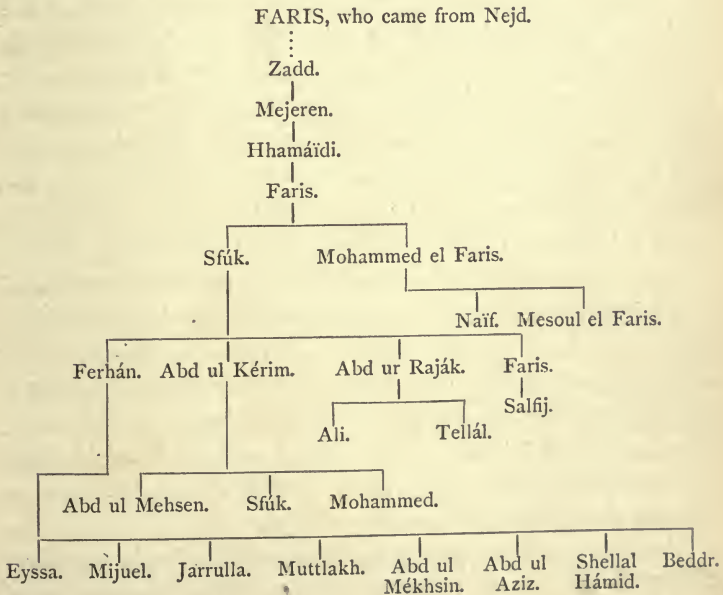 FARIS, who came from Nejd.
Zadd.
Mejeren.
Hhamáïdi.
Faris.
Sfúk. Mohammed el Faris.
Naïf. Mesoul el Faris.
Ferhán. Abd ul Kérim. Abd ur Raják. Faris.
Salfij.
Ali. Tellál.
Abd ul Mehsen. Sfúk. Mohammed.
Eyssa. Mijuel. Jarrulla. Muttlakh. Abd ul Mékhsin. Abd ul Aziz. Shellal Hámid. Beddr.